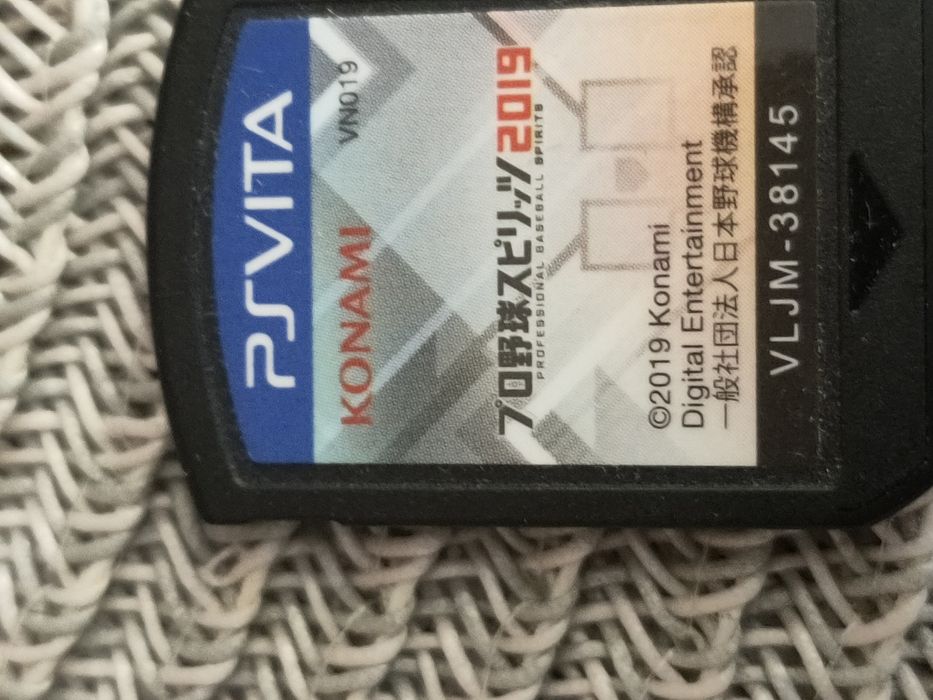 PSVITA
VN019
KONAMI
プロ野球スピリッツ2019
PROFESSIONAL BASEBALL SPIRITS
©2019 Konami
Digital Entertainment
一般社団法人日本野球機構承認
VLJM-38145